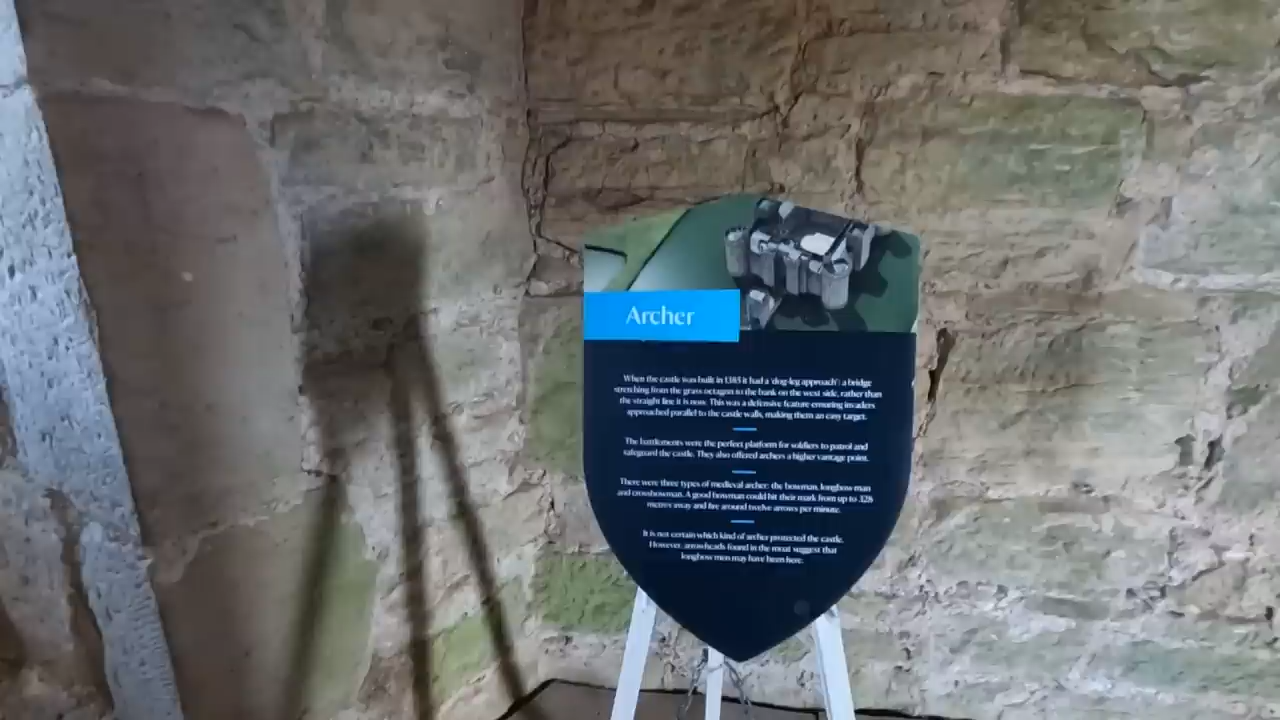 Archer
When the castle was built in 1385 it had a 'dog-leg approach': a bridge
stretching from the grass octagon to the bank on the west side, rather than
the straight line it is now. This was a defensive feature ensuring invaders
approached parallel to the castle walls, making them an easy target.
The battlements were the perfect platform for soldiers to patrol and
safeguard the castle. They also offered archers a higher vantage point.
There were three types of medieval archer: the bowman, longbow man
and crossbowman. A good bowman could hit their mark from up to 328
metres away and fire around twelve arrows per minute.
It is not certain which kind of archer protected the castle.
However, arrowheads found in the moat suggest that
longbow men may have been here.